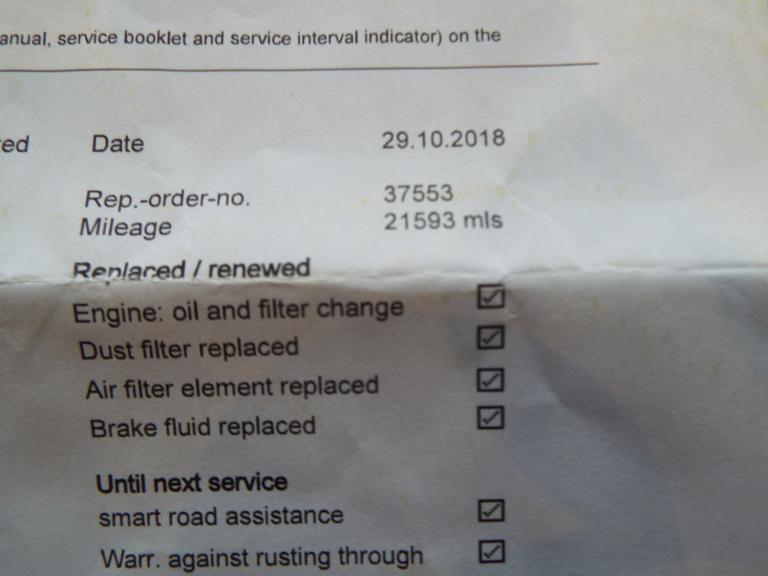 anual, service booklet and service interval indicator) on the
ed Date 29.10.2018
Rep.-order-no. 37553
Mileage 21593 mls
Replaced / renewed
Engine: oil and filter change ☑
Dust filter replaced ☑
Air filter element replaced ☑
Brake fluid replaced ☑
Until next service
smart road assistance ☑
Warr. against rusting through ☑